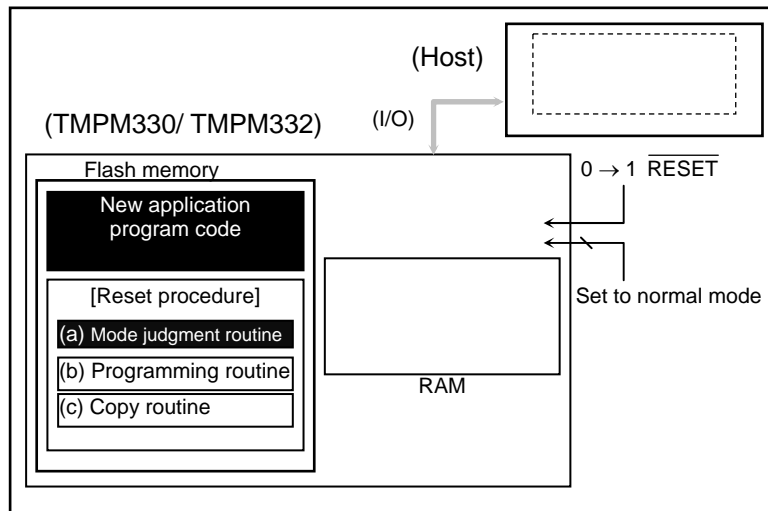 (Host)
(TMPM330/ TMPM332)
(I/O)
Flash memory
0 → 1 RESET
New application
program code
[Reset procedure]
Set to normal mode
(a) Mode judgment routine
(b) Programming routine
RAM
(c) Copy routine